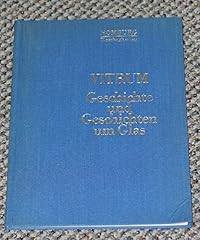 VITRUM
Geschichte
und
Geschichten
um Glas